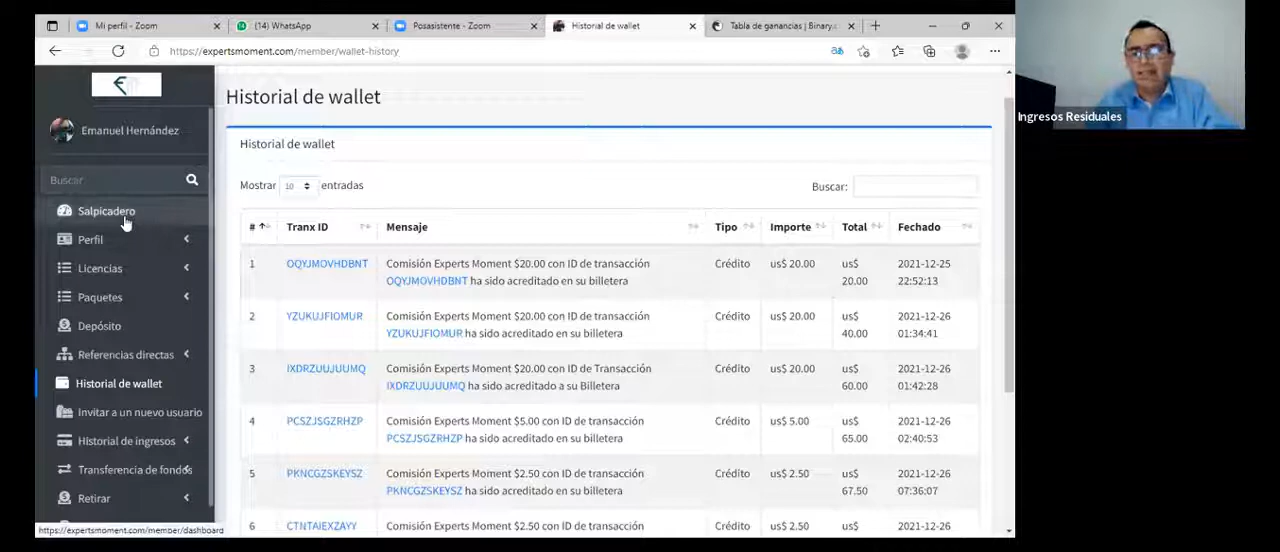 Mi perfil - Zoom
(14) WhatsApp
Posasistente - Zoom
Historial de wallet
Tabla de ganancias | Binary.c
https://expertsmoment.com/member/wallet-history
Historial de wallet
Emanuel Hernández
Ingresos Residuales
Historial de wallet
Buscar
Mostrar 10 entradas
Buscar:
Salpicadero
Perfil
Licencias
Paquetes
Depósito
Referencias directas
Historial de wallet
Invitar a un nuevo usuario
Historial de ingresos
Transferencia de fondos
Retirar
# Tranx ID Mensaje Tipo Importe Total Fechado
1 OQYJMOVHDBNT Comisión Experts Moment $20.00 con ID de transacción Crédito us$ 20.00 us$ 2021-12-25
OQYJMOVHDBNT ha sido acreditado en su billetera 20.00 22:52:13
2 YZUKUJFIOMUR Comisión Experts Moment $20.00 con ID de transacción Crédito us$ 20.00 us$ 2021-12-26
YZUKUJFIOMUR ha sido acreditado en su billetera 40.00 01:34:41
3 IXDRZUUJUUMQ Comisión Experts Moment $20.00 con ID de Transacción Crédito us$ 20.00 us$ 2021-12-26
IXDRZUUJUUMQ ha sido acreditado a su Billetera 60.00 01:42:28
4 PCSZJSGZRHZP Comisión Experts Moment $5.00 con ID de transacción Crédito us$ 5.00 us$ 2021-12-26
PCSZJSGZRHZP ha sido acreditado en su billetera 65.00 02:40:53
5 PKNCGZSKEYSZ Comisión Experts Moment $2.50 con ID de transacción Crédito us$ 2.50 us$ 2021-12-26
PKNCGZSKEYSZ ha sido acreditado en su billetera 67.50 07:36:07
6 CTNTAIEXZAYY Comisión Experts Moment $2.50 con ID de transacción Crédito us$ 2.50 us$ 2021-12-26
https://expertsmoment.com/member/dashboard